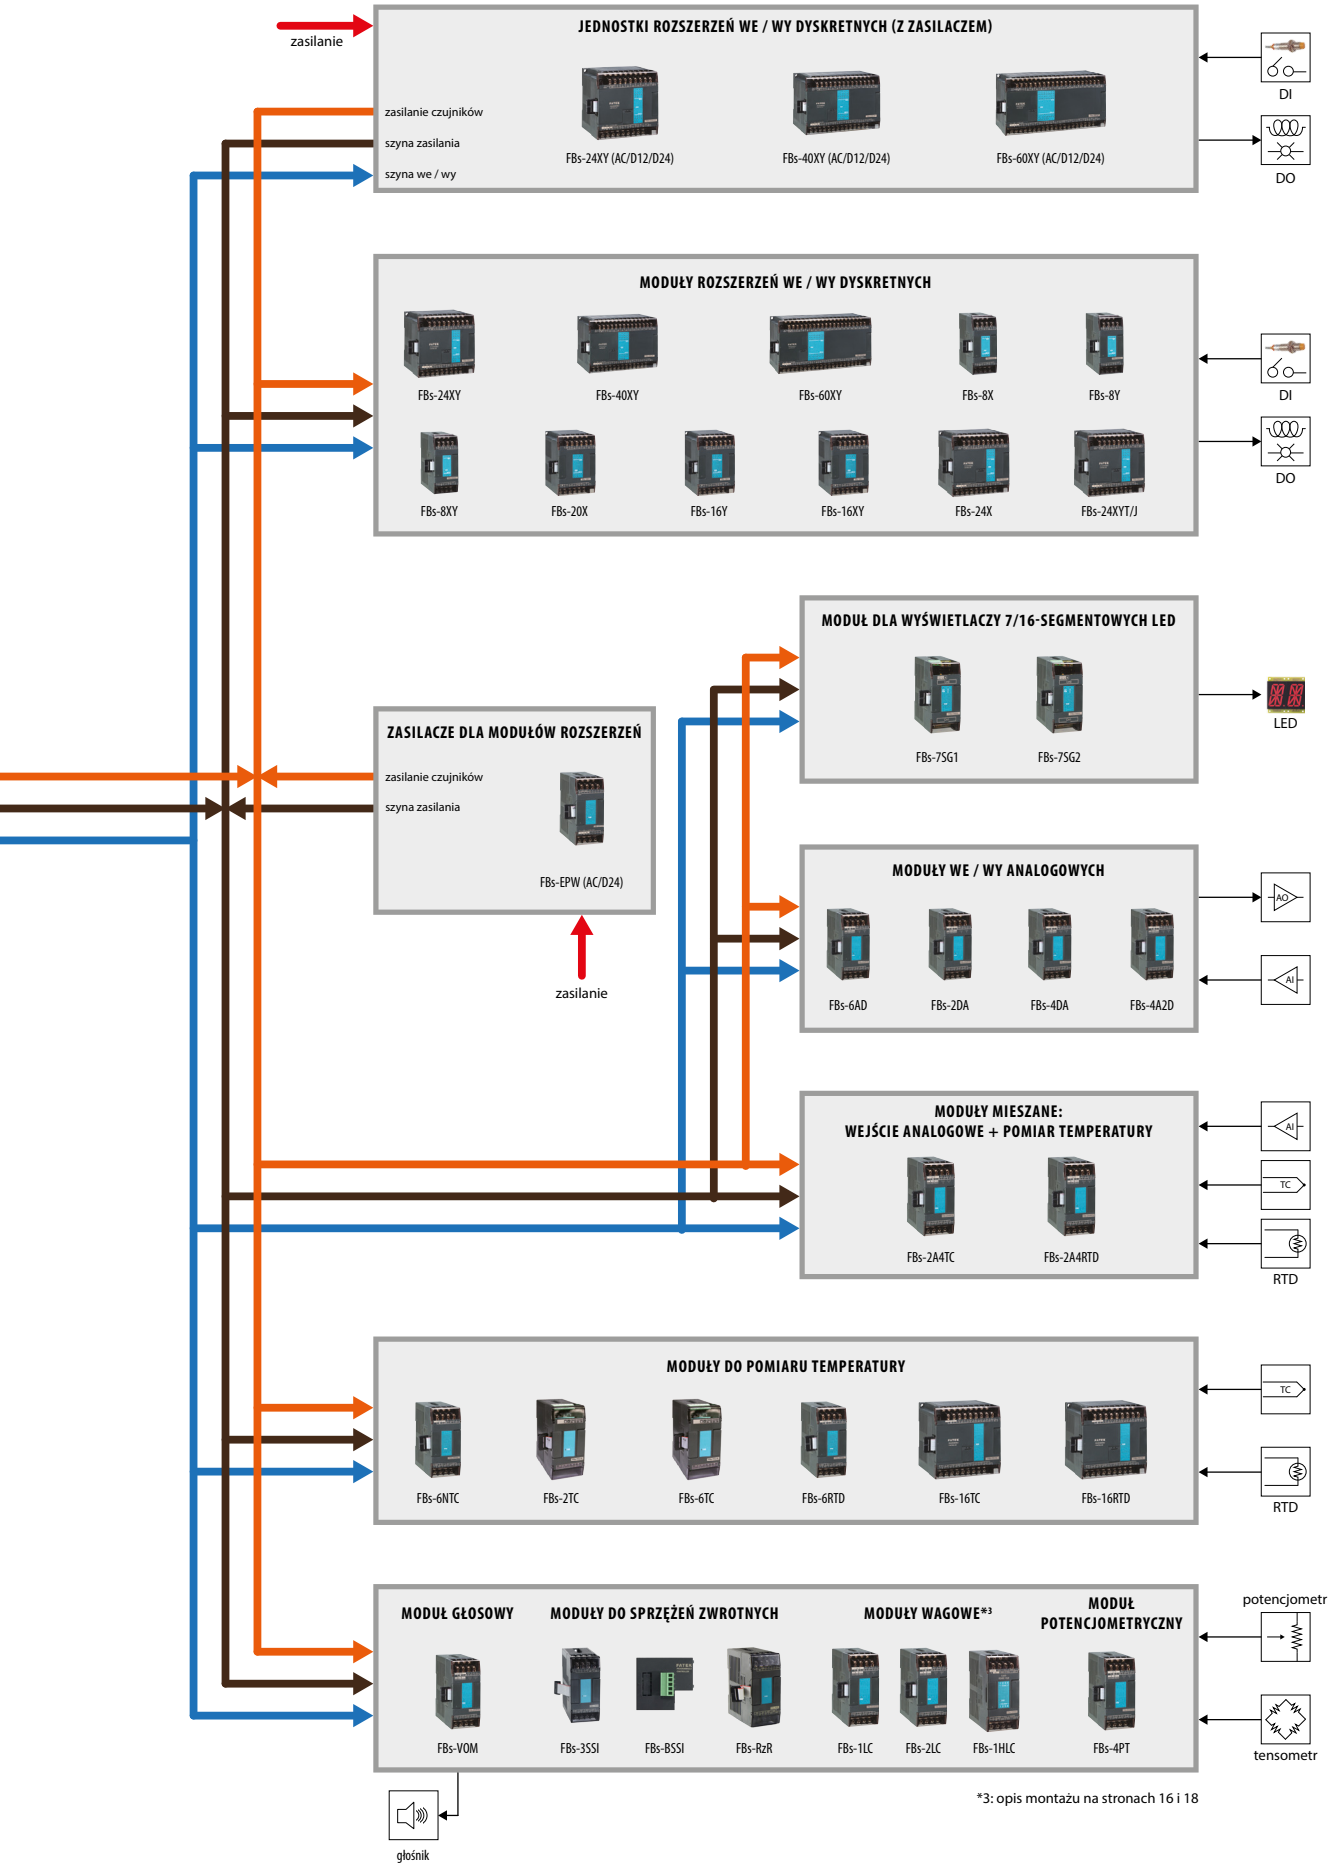 JEDNOSTKI ROZSZERZEŃ WE / WY DYSKRETNYCH (Z ZASILACZEM)
zasilanie
zasilanie czujników
szyna zasilania
szyna we / wy
FBs-24XY (AC/D12/D24)
FBs-40XY (AC/D12/D24)
FBs-60XY (AC/D12/D24)
DI
DO
MODUŁY ROZSZERZEŃ WE / WY DYSKRETNYCH
FBs-24XY
FBs-40XY
FBs-60XY
FBs-8X
FBs-8Y
FBs-8XY
FBs-20X
FBs-16Y
FBs-16XY
FBs-24X
FBs-24XYT/J
DI
DO
MODUŁ DLA WYŚWIETLACZY 7/16-SEGMENTOWYCH LED
FBs-7SG1
FBs-7SG2
LED
ZASILACZE DLA MODUŁÓW ROZSZERZEŃ
zasilanie czujników
szyna zasilania
FBs-EPW (AC/D24)
zasilanie
MODUŁY WE / WY ANALOGOWYCH
FBs-6AD
FBs-2DA
FBs-4DA
FBs-4A2D
AO
AI
MODUŁY MIESZANE:
WEJŚCIE ANALOGOWE + POMIAR TEMPERATURY
FBs-2A4TC
FBs-2A4RTD
AI
TC
RTD
MODUŁY DO POMIARU TEMPERATURY
FBs-6NTC
FBs-2TC
FBs-6TC
FBs-6RTD
FBs-16TC
FBs-16RTD
TC
RTD
MODUŁ GŁOSOWY
MODUŁY DO SPRZĘŻEŃ ZWROTNYCH
MODUŁY WAGOWE*3
MODUŁ
POTENCJOMETRYCZNY
FBs-VOM
FBs-3SSI
FBs-BSSI
FBs-RzR
FBs-1LC
FBs-2LC
FBs-1HLC
FBs-4PT
potencjometr
tensometr
*3: opis montażu na stronach 16 i 18
głośnik